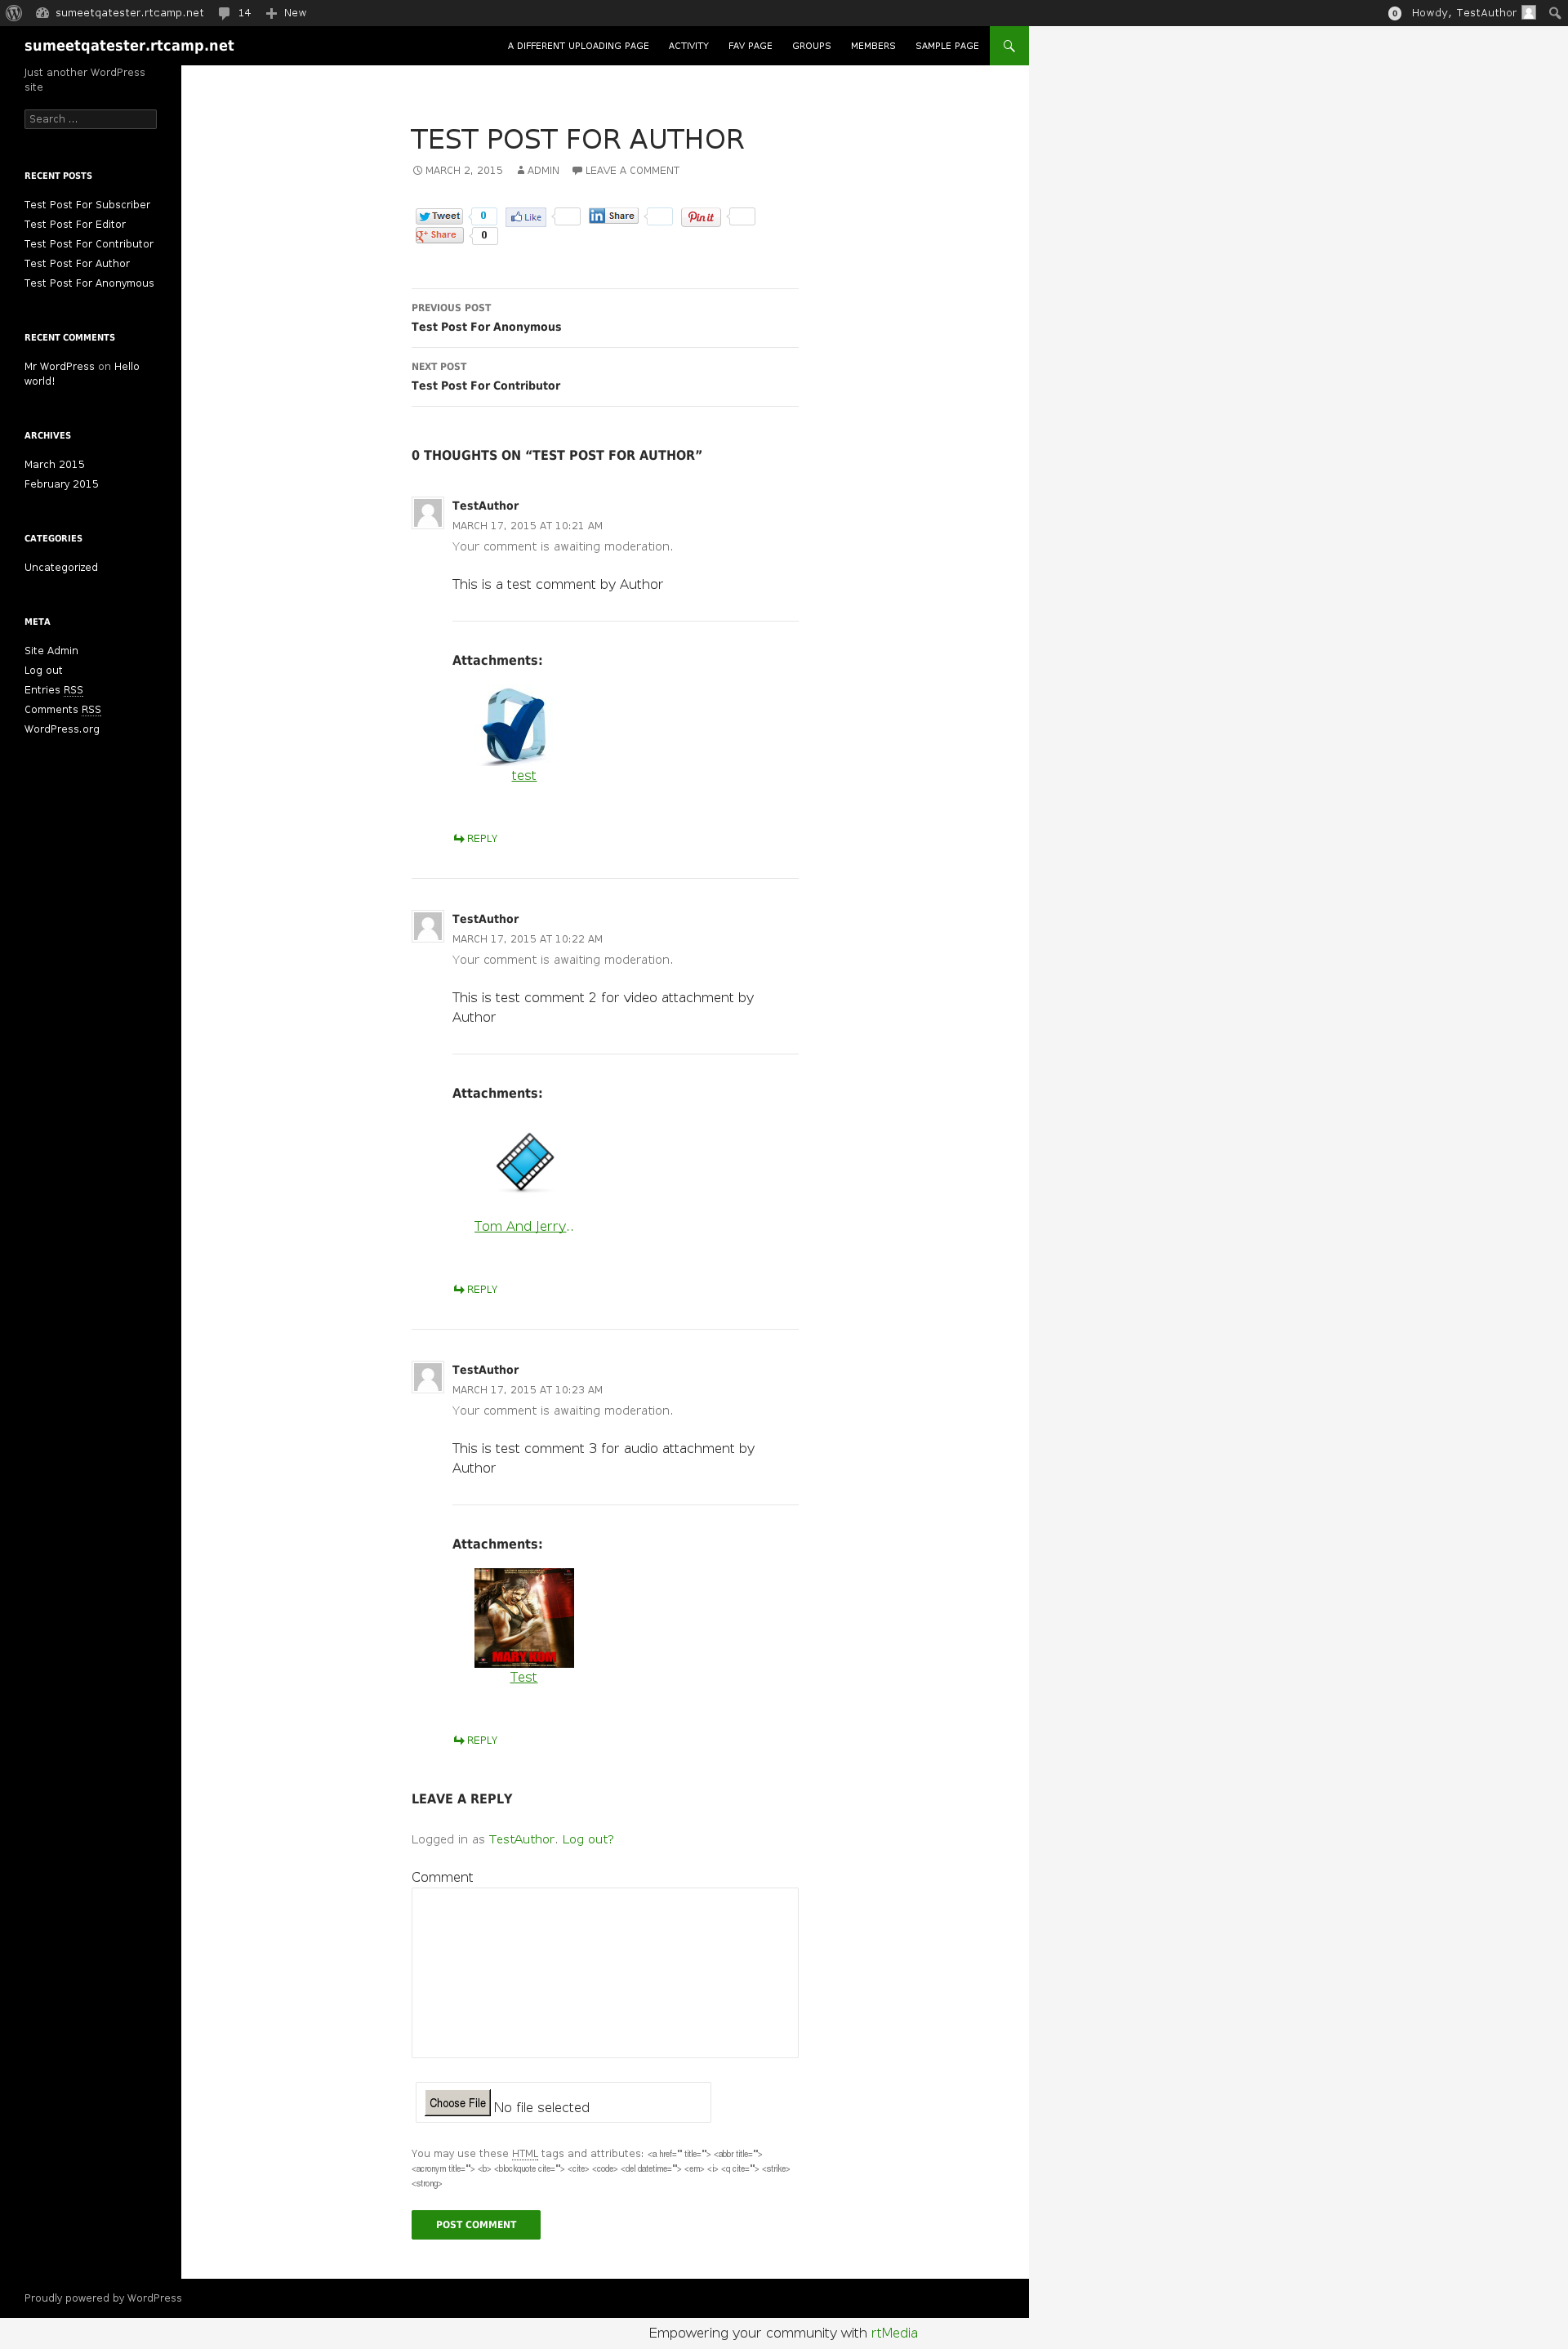 sumeetqatester.rtcamp.net 14 New 0 Howdy, TestAuthor
sumeetqatester.rtcamp.net A DIFFERENT UPLOADING PAGE ACTIVITY FAV PAGE GROUPS MEMBERS SAMPLE PAGE
Just another WordPress
site
Search ...
RECENT POSTS
Test Post For Subscriber
Test Post For Editor
Test Post For Contributor
Test Post For Author
Test Post For Anonymous
RECENT COMMENTS
Mr WordPress on Hello
world!
ARCHIVES
March 2015
February 2015
CATEGORIES
Uncategorized
META
Site Admin
Log out
Entries RSS
Comments RSS
WordPress.org
TEST POST FOR AUTHOR
MARCH 2, 2015 ADMIN LEAVE A COMMENT
Tweet 0 Like in Share Pin it
g+ Share 0
PREVIOUS POST
Test Post For Anonymous
NEXT POST
Test Post For Contributor
0 THOUGHTS ON “TEST POST FOR AUTHOR”
TestAuthor
MARCH 17, 2015 AT 10:21 AM
Your comment is awaiting moderation.
This is a test comment by Author
Attachments:
test
REPLY
TestAuthor
MARCH 17, 2015 AT 10:22 AM
Your comment is awaiting moderation.
This is test comment 2 for video attachment by
Author
Attachments:
Tom And Jerry..
REPLY
TestAuthor
MARCH 17, 2015 AT 10:23 AM
Your comment is awaiting moderation.
This is test comment 3 for audio attachment by
Author
Attachments:
MARY KOM
Test
REPLY
LEAVE A REPLY
Logged in as TestAuthor. Log out?
Comment
Choose File No file selected
You may use these HTML tags and attributes: <a href="" title=""> <abbr title="">
<acronym title=""> <b> <blockquote cite=""> <cite> <code> <del datetime=""> <em> <i> <q cite=""> <strike>
<strong>
POST COMMENT
Proudly powered by WordPress
Empowering your community with rtMedia